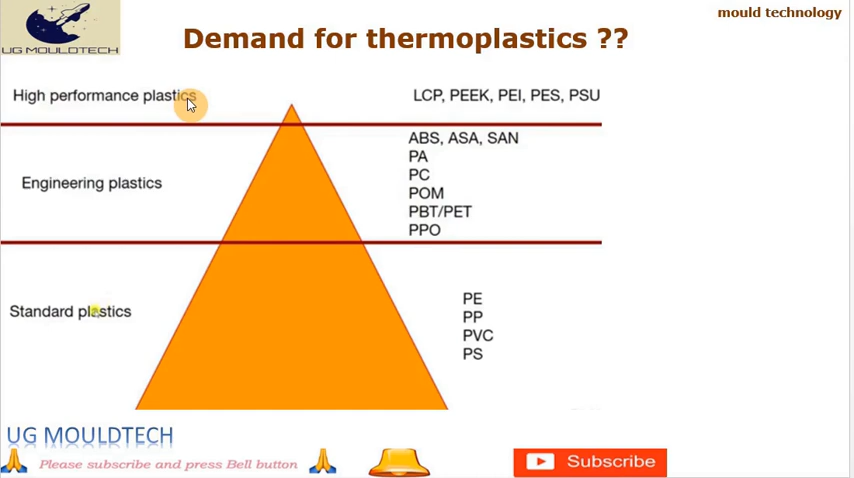 mould technology
UG MOULDTECH
Demand for thermoplastics ??
High performance plastics
LCP, PEEK, PEI, PES, PSU
Engineering plastics
ABS, ASA, SAN
PA
PC
POM
PBT/PET
PPO
Standard plastics
PE
PP
PVC
PS
UG MOULDTECH
Please subscribe and press Bell button
Subscribe